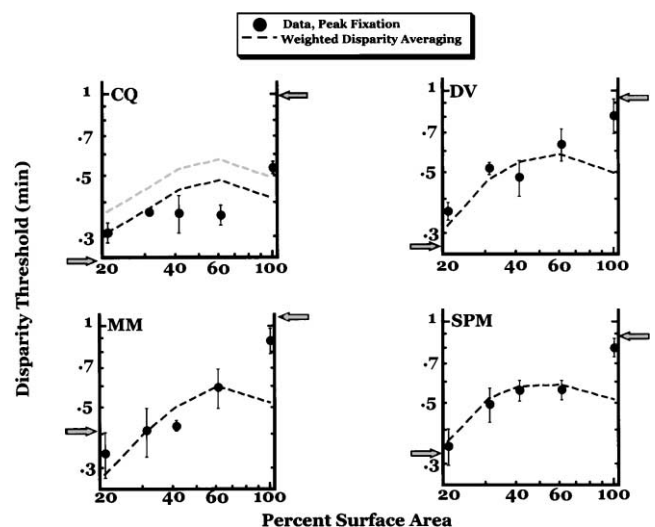 Data, Peak Fixation
Weighted Disparity Averaging
Disparity Threshold (min)
CQ
1
.7
.5
.3
20 40 60 100
DV
1
.7
.5
.3
20 40 60 100
MM
1
.7
.5
.3
20 40 60 100
SPM
1
.7
.5
.3
20 40 60 100
Percent Surface Area